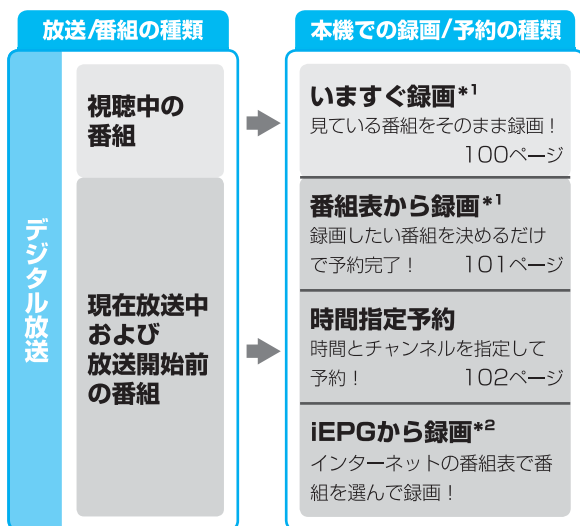 放送/番組の種類
本機での録画/予約の種類
デジタル放送
視聴中の
番組
いますぐ録画*1
見ている番組をそのまま録画！
100ページ
現在放送中
および
放送開始前
の番組
番組表から録画*1
録画したい番組を決めるだけ
で予約完了！ 101ページ
時間指定予約
時間とチャンネルを指定して
予約！ 102ページ
iEPGから録画*2
インターネットの番組表で番
組を選んで録画！